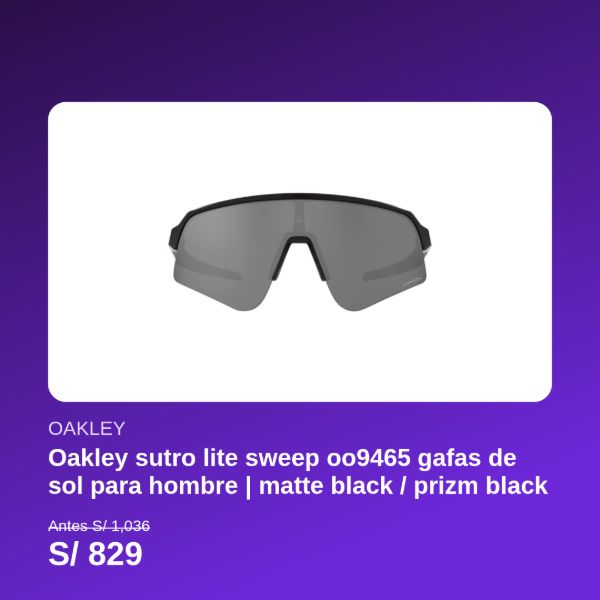 OAKLEY
Oakley sutro lite sweep oo9465 gafas de
sol para hombre | matte black / prizm black
Antes S/ 1,036
S/ 829